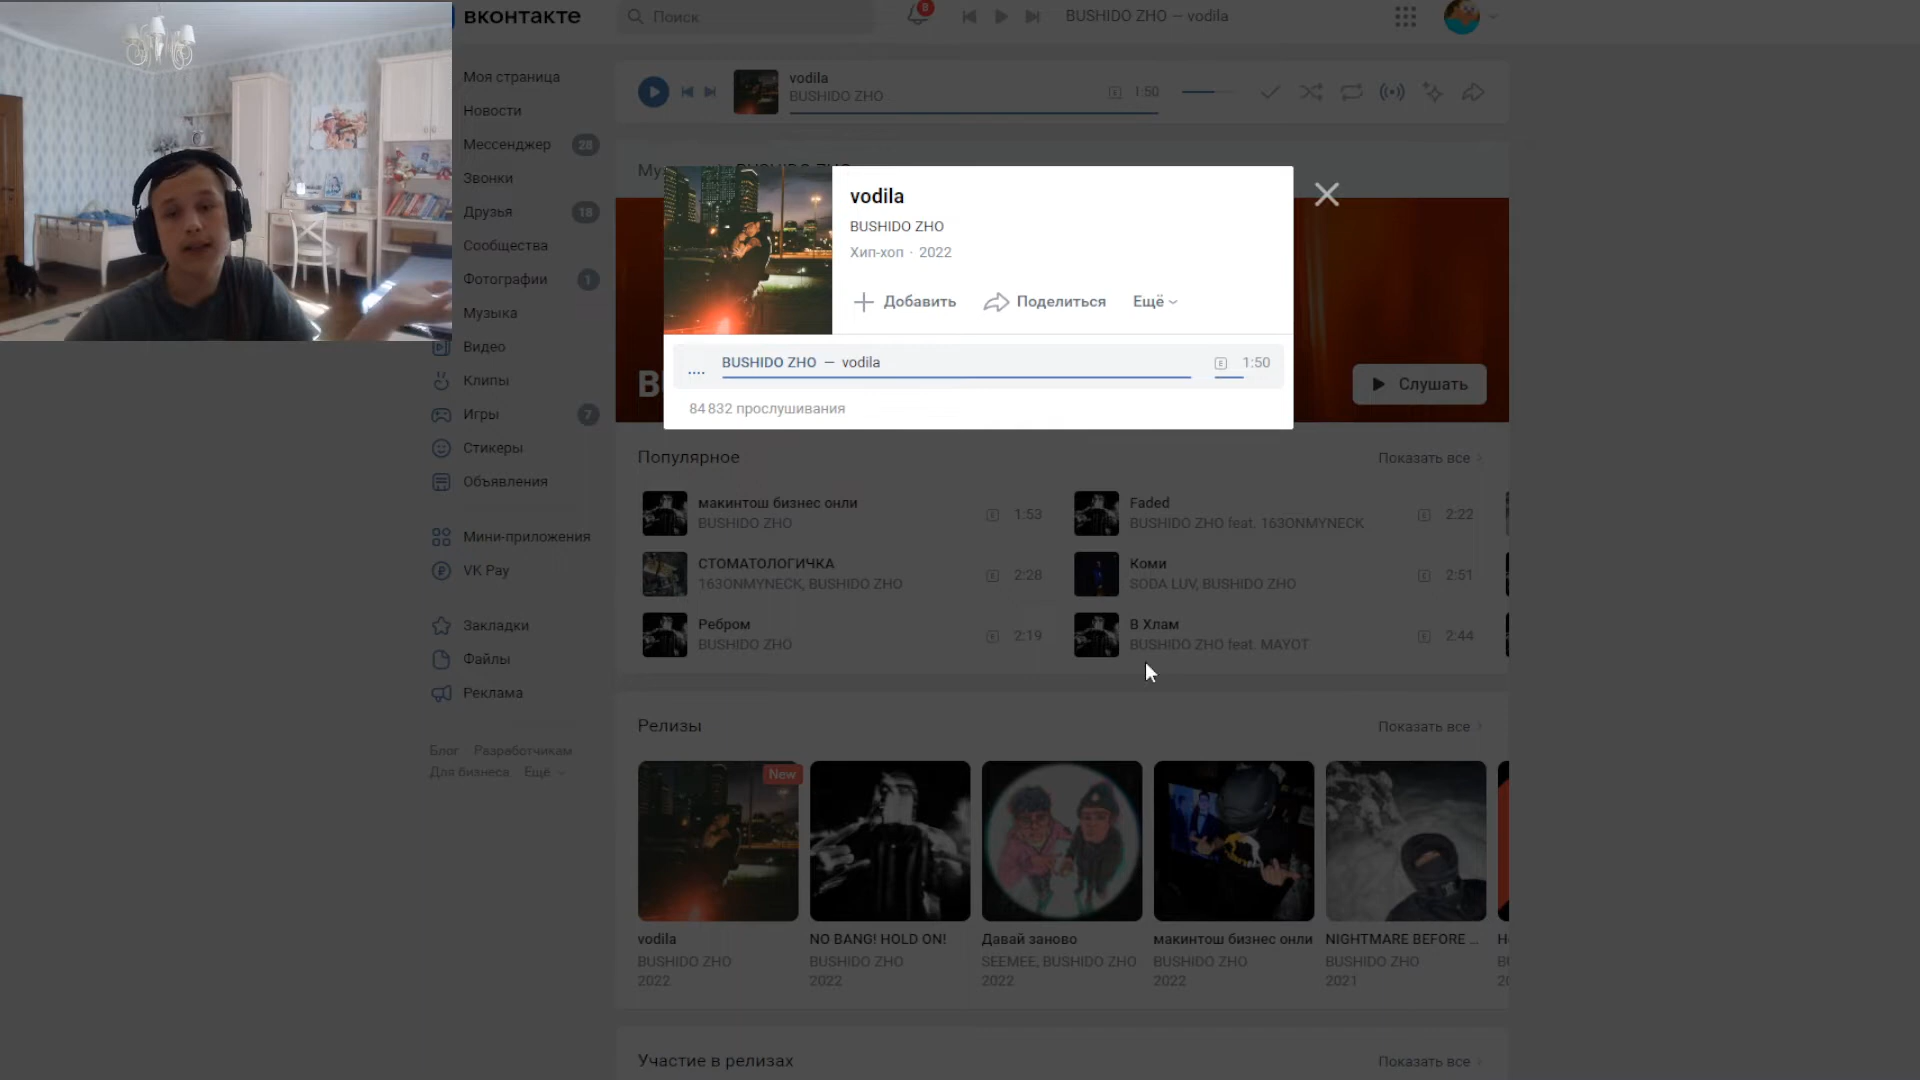 вконтакте
Поиск
8
BUSHIDO ZHO — vodila
Моя страница
Новости
Мессенджер 28
Звонки
Друзья 18
Сообщества
Фотографии 1
Музыка
Видео
Клипы
Игры 7
Стикеры
Объявления
Мини-приложения
VK Pay
Закладки
Файлы
Реклама
Блог Разработчикам
Для бизнеса Ещё
vodila
BUSHIDO ZHO
1:50
vodila
BUSHIDO ZHO
Хип-хоп · 2022
Добавить
Поделиться
Ещё
BUSHIDO ZHO — vodila
E 1:50
84 832 прослушивания
Слушать
Популярное
Показать все
макинтош бизнес онли
BUSHIDO ZHO
E 1:53
Faded
BUSHIDO ZHO feat. 163ONMYNECK
E 2:22
СТОМАТОЛОГИЧКА
163ONMYNECK, BUSHIDO ZHO
E 2:28
Коми
SODA LUV, BUSHIDO ZHO
E 2:51
Ребром
BUSHIDO ZHO
E 2:19
В Хлам
BUSHIDO ZHO feat. MAYOT
E 2:44
Релизы
Показать все
New
vodila
BUSHIDO ZHO
2022
NO BANG! HOLD ON!
BUSHIDO ZHO
2022
Давай заново
SEEMEE, BUSHIDO ZHO
2022
макинтош бизнес онли
BUSHIDO ZHO
2022
NIGHTMARE BEFORE ...
BUSHIDO ZHO
2021
Участие в релизах
Показать все